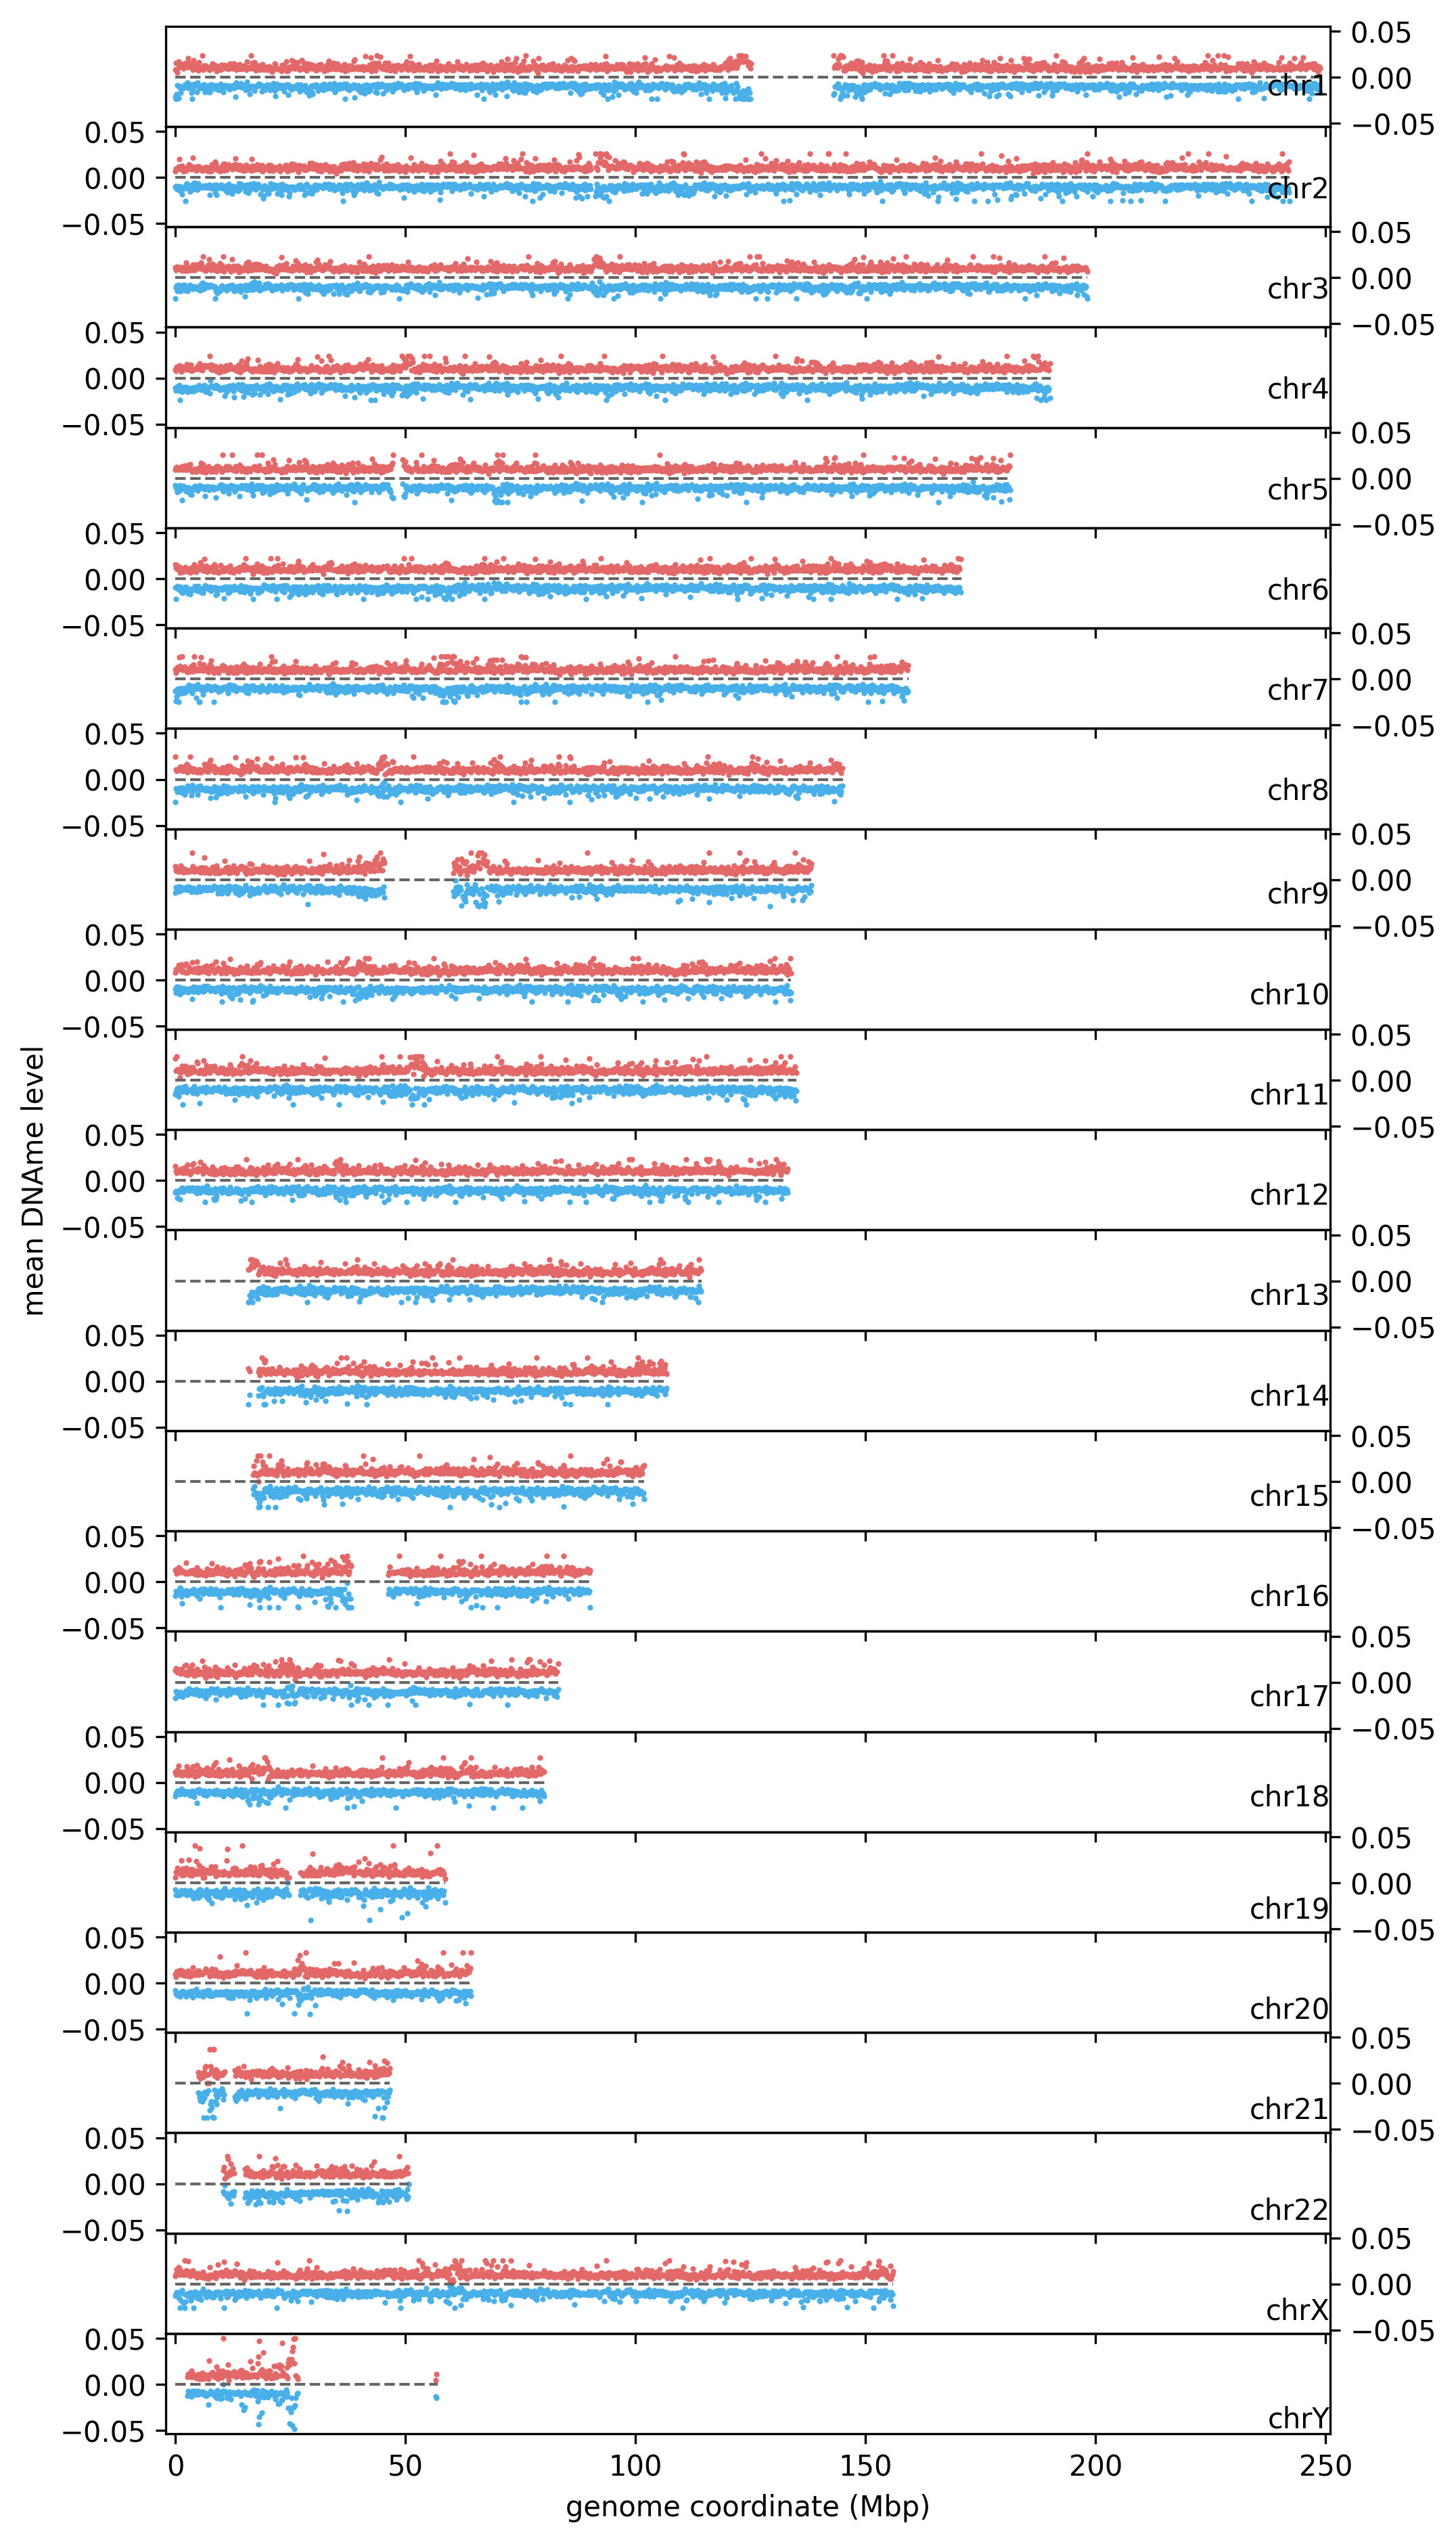 0.05
0.00
chr1
−0.05
0.05
0.00
chr2
−0.05
0.05
0.00
chr3
−0.05
0.05
0.00
chr4
−0.05
0.05
0.00
chr5
−0.05
0.05
0.00
chr6
−0.05
0.05
0.00
chr7
−0.05
0.05
0.00
chr8
−0.05
0.05
0.00
chr9
−0.05
0.05
0.00
chr10
−0.05
0.05
0.00
chr11
−0.05
mean DNAme level
0.05
0.00
chr12
−0.05
0.05
0.00
chr13
−0.05
0.05
0.00
chr14
−0.05
0.05
0.00
chr15
−0.05
0.05
0.00
chr16
−0.05
0.05
0.00
chr17
−0.05
0.05
0.00
chr18
−0.05
0.05
0.00
chr19
−0.05
0.05
0.00
chr20
−0.05
0.05
0.00
chr21
−0.05
0.05
0.00
chr22
−0.05
0.05
0.00
chrX
−0.05
0.05
0.00
chrY
−0.05
0 50 100 150 200 250
genome coordinate (Mbp)